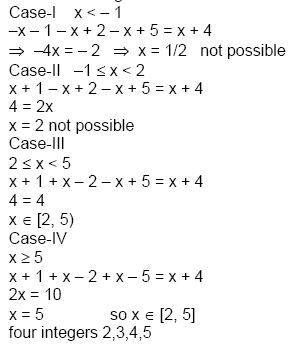 Case-I    x < – 1
–x – 1 – x + 2 – x + 5 = x + 4
⇒ –4x = – 2  ⇒ x = 1/2  not possible
Case-II  –1 ≤ x < 2
x + 1 – x + 2 – x + 5 = x + 4
4 = 2x
x = 2 not possible
Case-III
2 ≤ x < 5
x + 1 + x – 2 – x + 5 = x + 4
4 = 4
x ∈ [2, 5)
Case-IV
x ≥ 5
x + 1 + x – 2 + x – 5 = x + 4
2x = 10
x = 5    so x ∈ [2, 5]
four integers 2,3,4,5